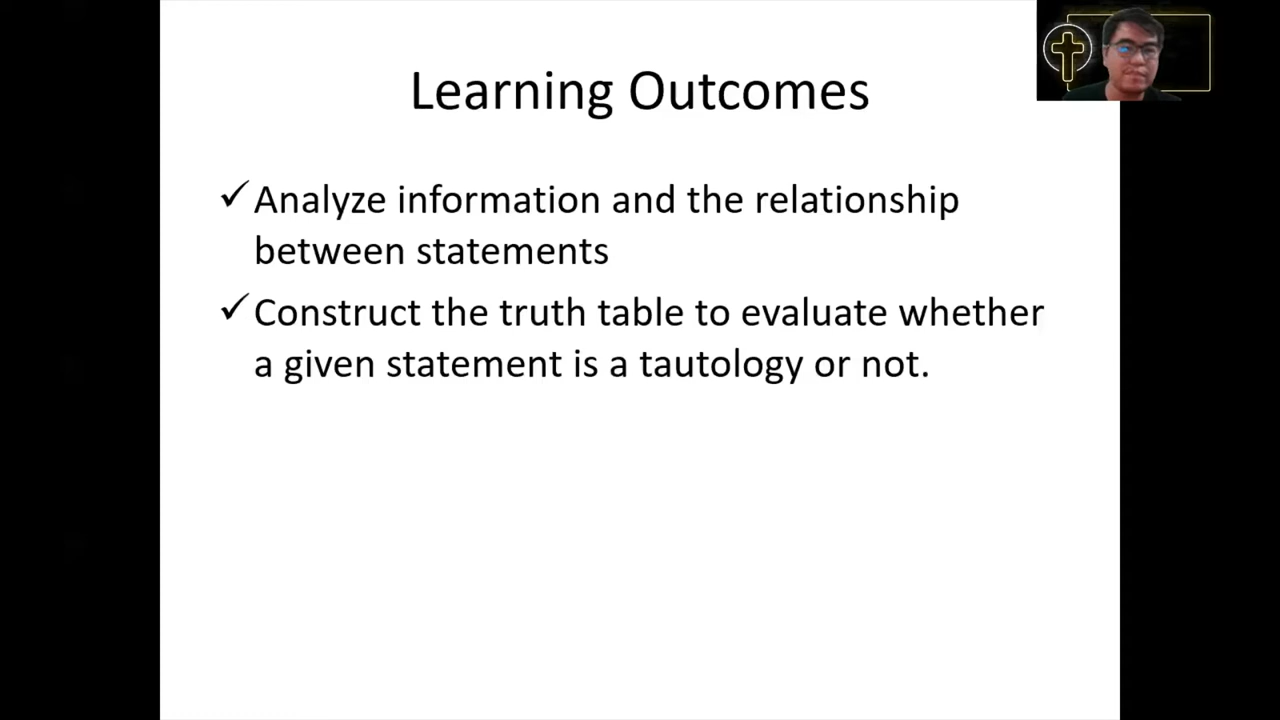 Learning Outcomes
✓Analyze information and the relationship
between statements
✓Construct the truth table to evaluate whether
a given statement is a tautology or not.